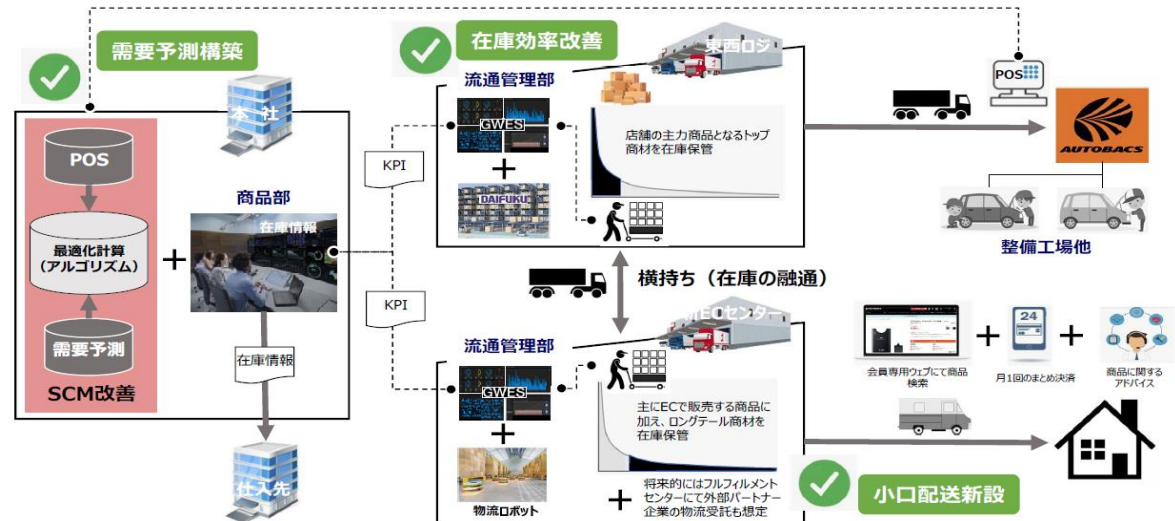 需要予測構築
本 社
POS
最適化計算
（アルゴリズム）
需要予測
SCM改善
商品部
在庫情報
在庫情報
仕入先
KPI
KPI
在庫効率改善
東西ロジ
流通管理部
GWES
DAIFUKU
店舗の主力商品となるトップ
商材を在庫保管
横持ち（在庫の融通）
ECセンター
流通管理部
GWES
物流ロボット
主にECで販売する商品に
加え、ロングテール商材を
在庫保管
将来的にはフルフィルメント
センターにて外部パートナー
企業の物流受託も想定
POS
AUTOBACS
整備工場他
24
会員専用ウェブにて商品
検索
月1回のまとめ決済
商品に関する
アドバイス
小口配送新設